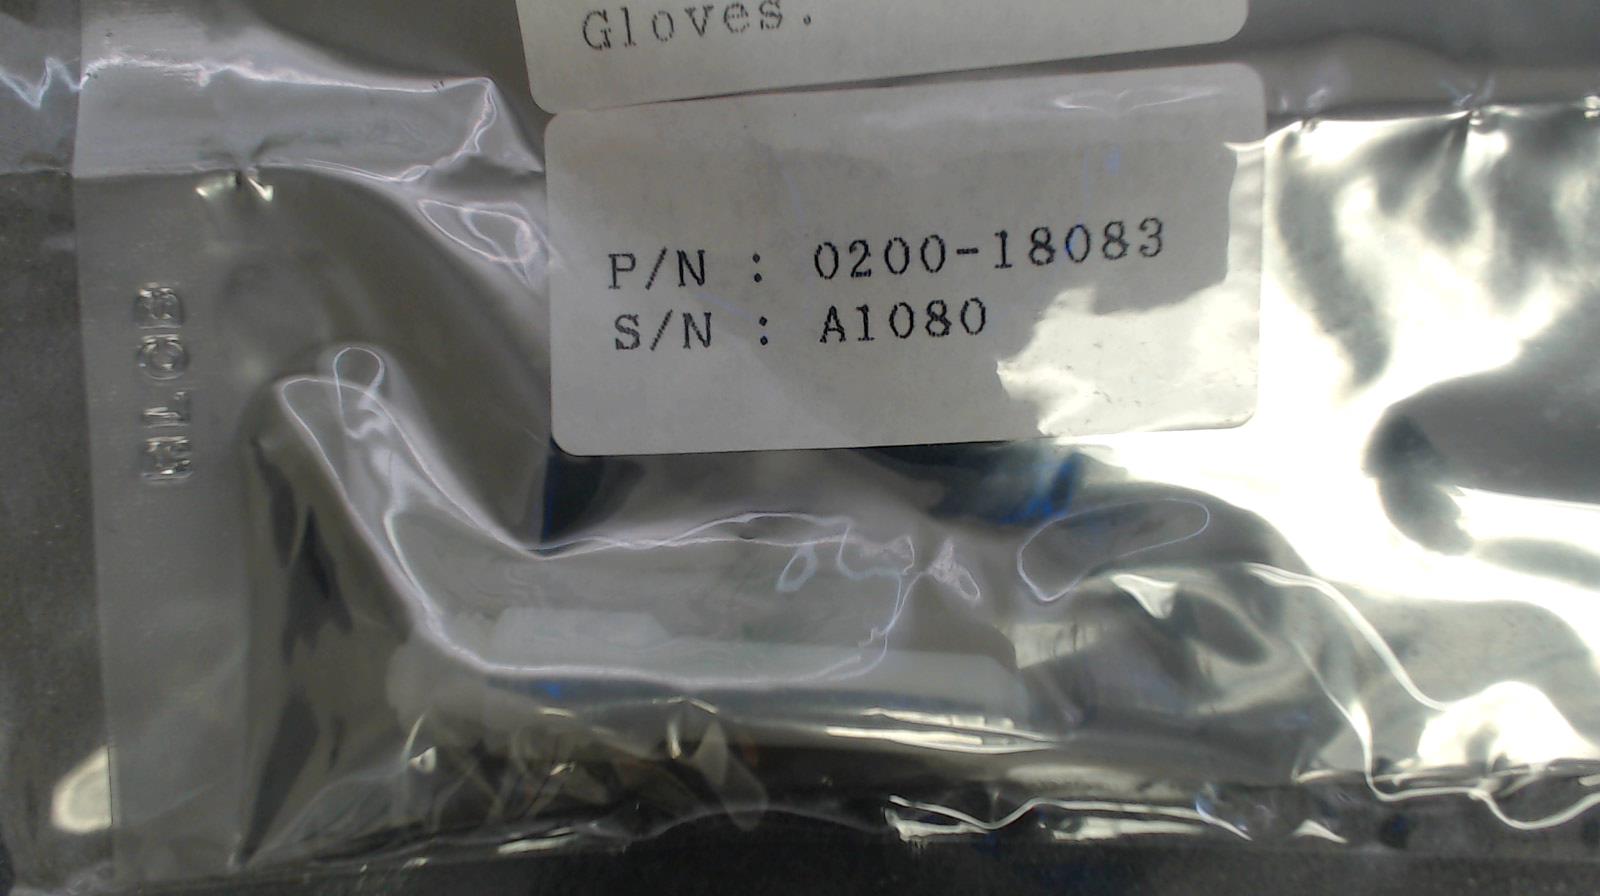 Gloves.
P/N : 0200-18083
S/N : A1080